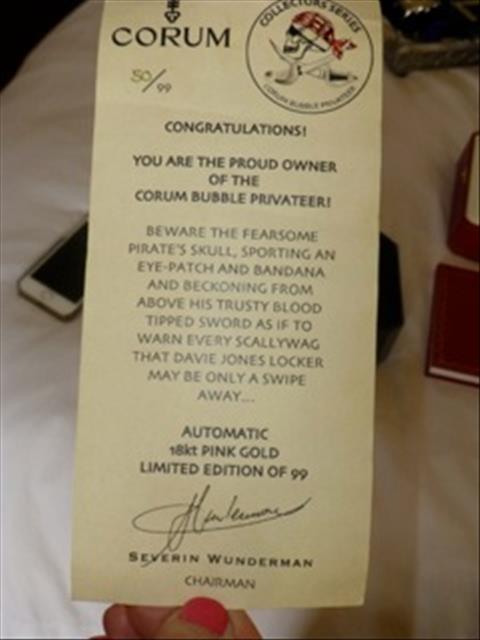 CORUM
COLLECTORS SERIES
CORUM BUBBLE PRIVATEER
50/99
CONGRATULATIONS!
YOU ARE THE PROUD OWNER
OF THE
CORUM BUBBLE PRIVATEER!
BEWARE THE FEARSOME
PIRATE'S SKULL, SPORTING AN
EYE-PATCH AND BANDANA
AND BECKONING FROM
ABOVE HIS TRUSTY BLOOD
TIPPED SWORD AS IF TO
WARN EVERY SCALLYWAG
THAT DAVIE JONES LOCKER
MAY BE ONLY A SWIPE
AWAY...
AUTOMATIC
18kt PINK GOLD
LIMITED EDITION OF 99
SEVERIN WUNDERMAN
CHAIRMAN